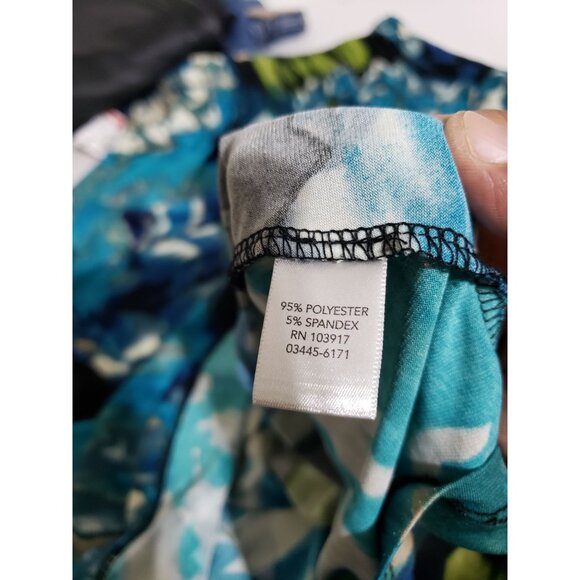 95% POLYESTER
5% SPANDEX
RN 103917
03445-6171